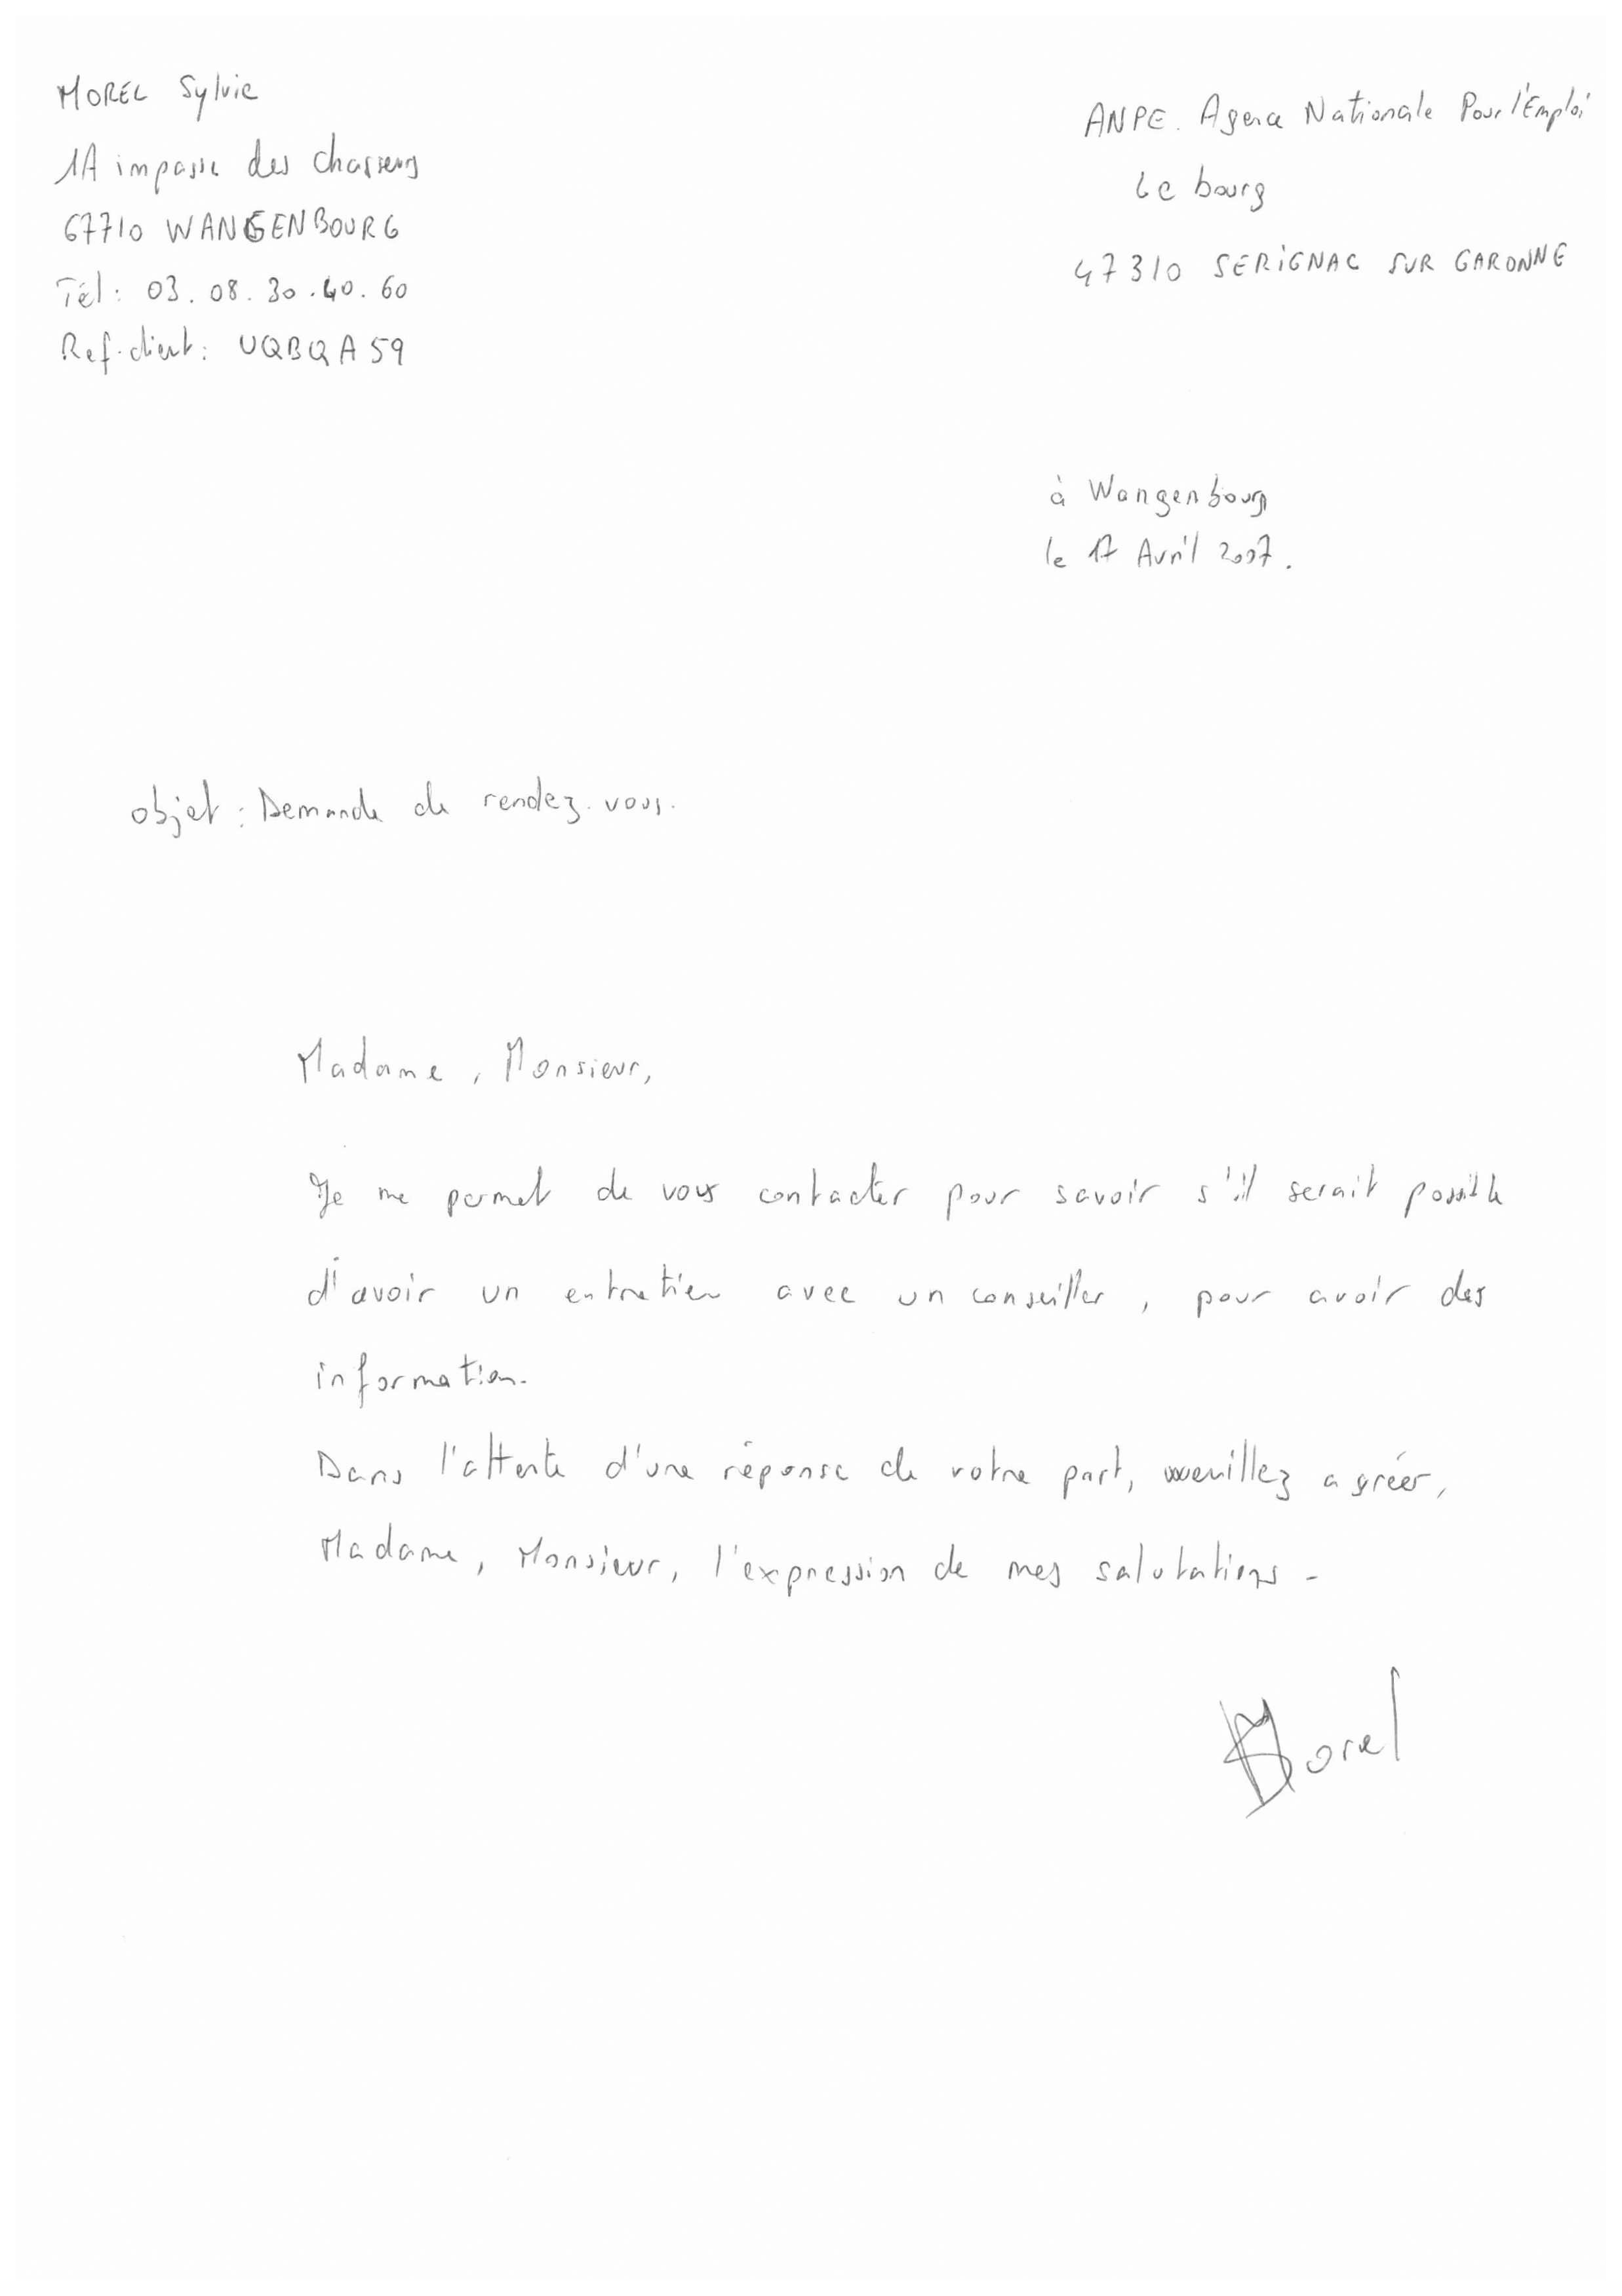 MOREL Sylvie
1A impasse des chasseurs
67710 WANGENBOURG
Tél : 03.08.30.40.60
Ref.client : UQBQA59
ANPE. Agence Nationale Pour l'Emploi
Le bourg
47310 SERIGNAC SUR GARONNE
à Wangenbourg
le 17 Avril 2007.
objet : Demande de rendez-vous.
Madame, Monsieur,
Je me permet de vous contacter pour savoir s'il serait possible
d'avoir un entretien avec un conseiller, pour avoir des
information.
Dans l'attente d'une réponse de votre part, veuillez agréer,
Madame, Monsieur, l'expression de mes salutations.
Morel